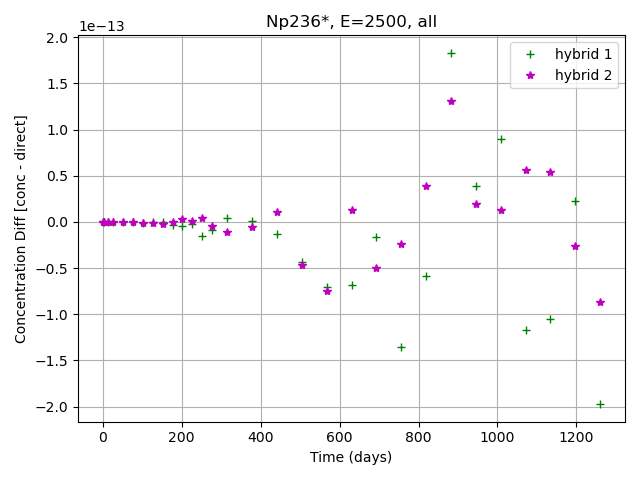 Np236*, E=2500, all
1e−13
2.0
1.5
1.0
0.5
0.0
−0.5
−1.0
−1.5
−2.0
Concentration Diff [conc - direct]
hybrid 1
hybrid 2
0 200 400 600 800 1000 1200
Time (days)